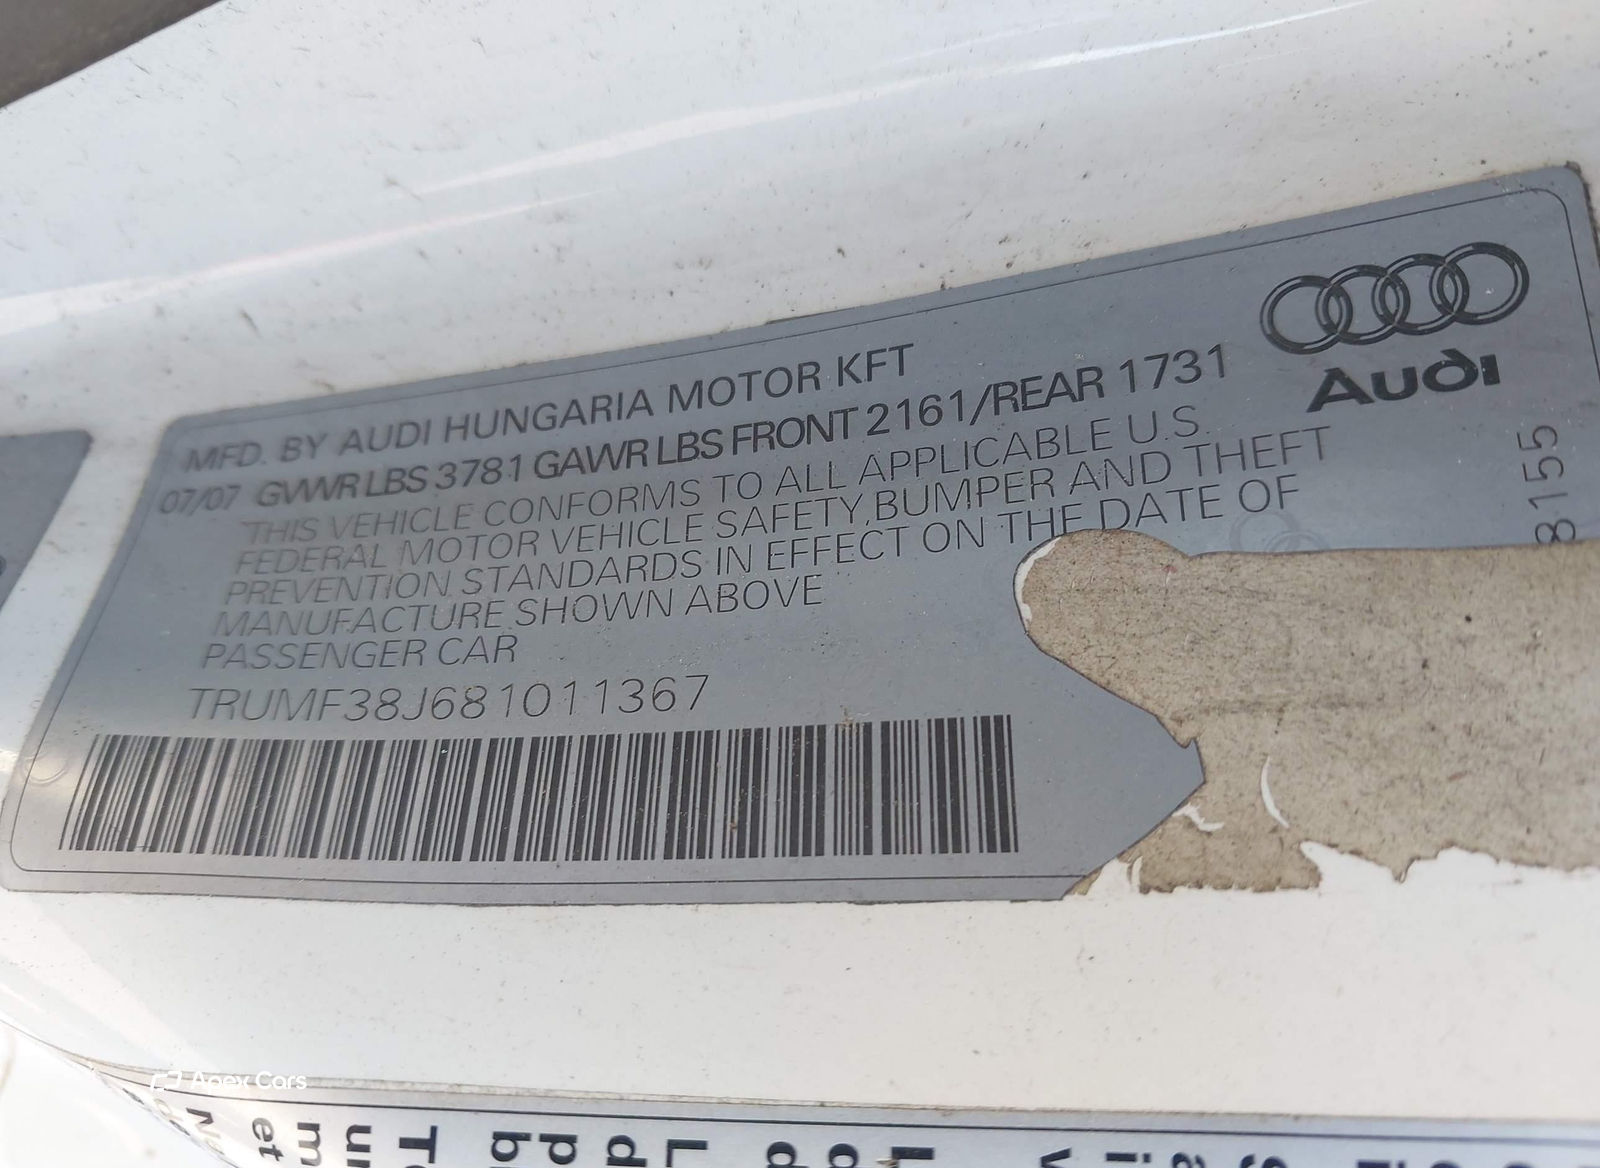 MFD. BY AUDI HUNGARIA MOTOR KFT
07/07 GVWR LBS 3781 GAWR LBS FRONT 2161/REAR 1731
THIS VEHICLE CONFORMS TO ALL APPLICABLE U.S.
FEDERAL MOTOR VEHICLE SAFETY,BUMPER AND THEFT
PREVENTION STANDARDS IN EFFECT ON THE DATE OF
MANUFACTURE SHOWN ABOVE
PASSENGER CAR
TRUMF38J681011367
Audi
8155
Apex Cars